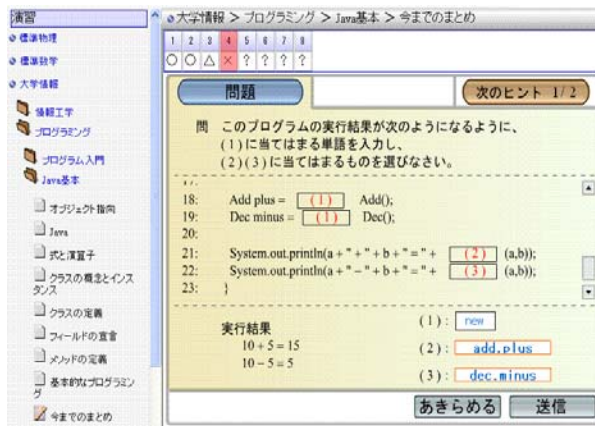 演習
標準物理
標準数学
大学情報
情報工学
プログラミング
プログラム入門
Java基本
オブジェクト指向
Java
式と演算子
クラスの概念とインス
タンス
クラスの定義
フィールドの宣言
メソッドの定義
基本的なプログラミン
グ
今までのまとめ
大学情報 > プログラミング > Java基本 > 今までのまとめ
1 2 3 4 5 6 7 8
○ ○ △ × ? ? ? ?
問題
次のヒント 1/2
問 このプログラムの実行結果が次のようになるように、
(1)に当てはまる単語を入力し、
(2)(3)に当てはまるものを選びなさい。
18: Add plus = (1) Add();
19: Dec minus = (1) Dec();
20:
21: System.out.println(a + " + " + b + " = " + (2) (a,b));
22: System.out.println(a + " − " + b + " = " + (3) (a,b));
23: }
実行結果
10 + 5 = 15
10 − 5 = 5
(1): new
(2): add.plus
(3): dec.minus
あきらめる 送信